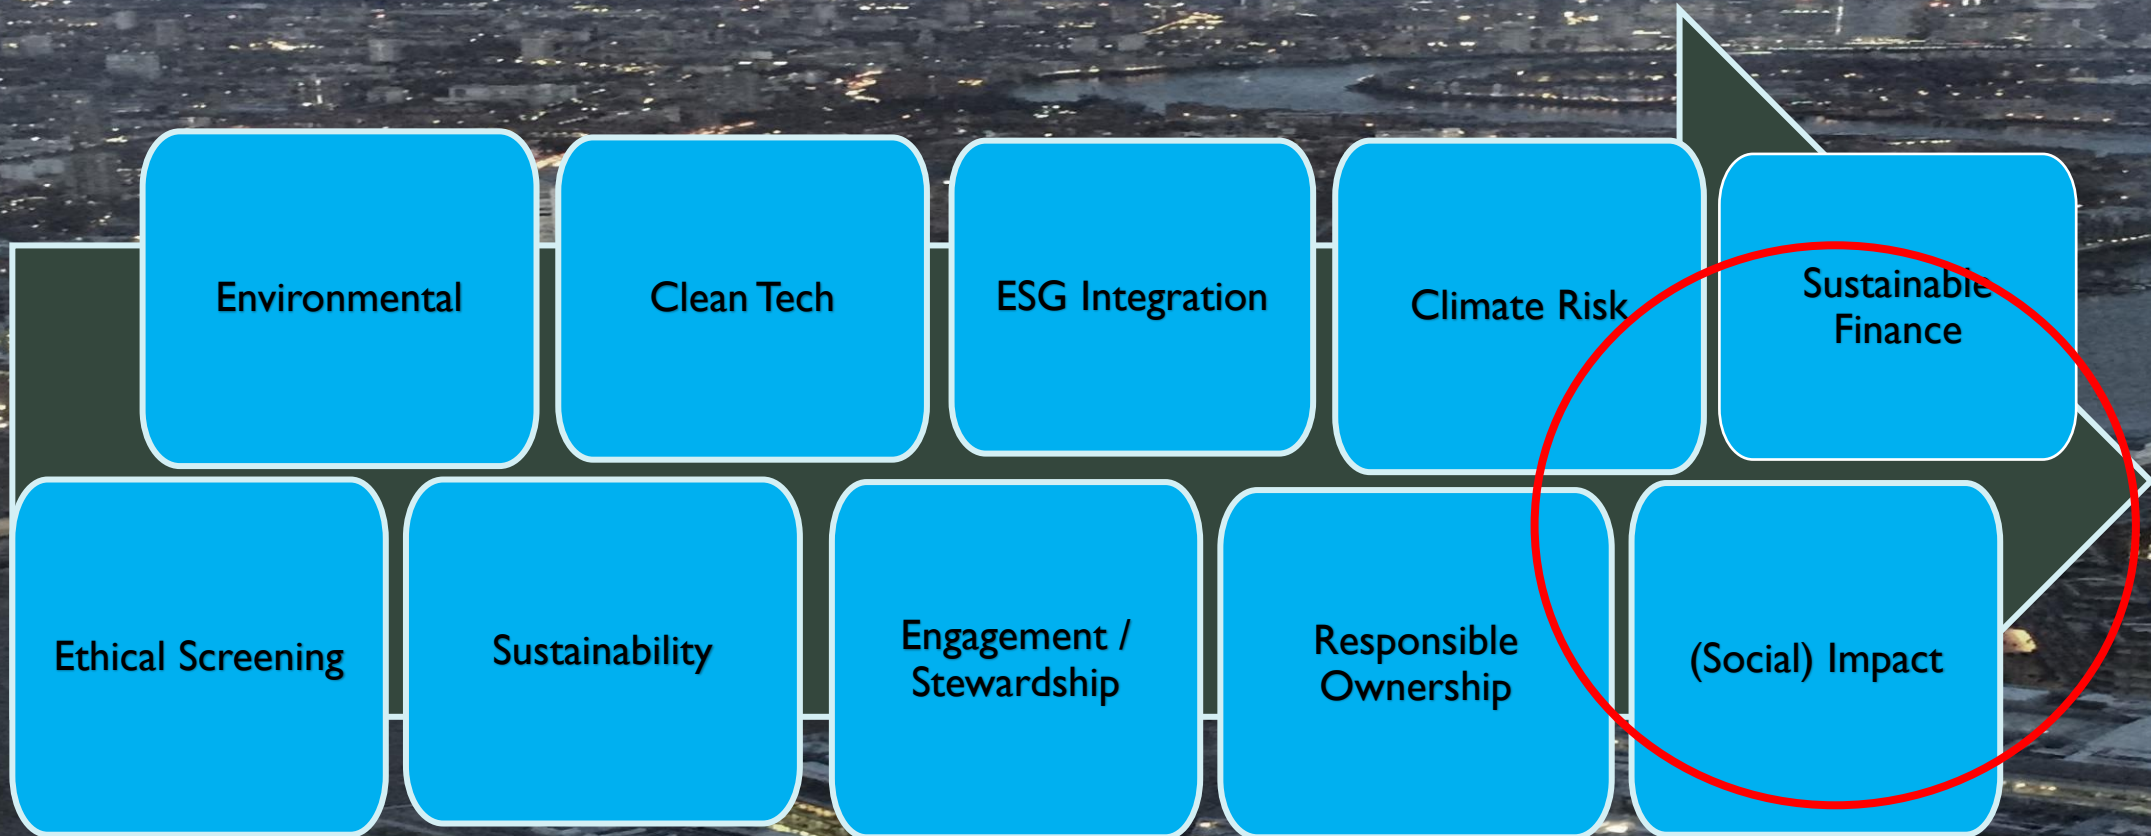 Environmental
Clean Tech
ESG Integration
Climate Risk
Sustainable
Finance
Ethical Screening
Sustainability
Engagement /
Stewardship
Responsible
Ownership
(Social) Impact